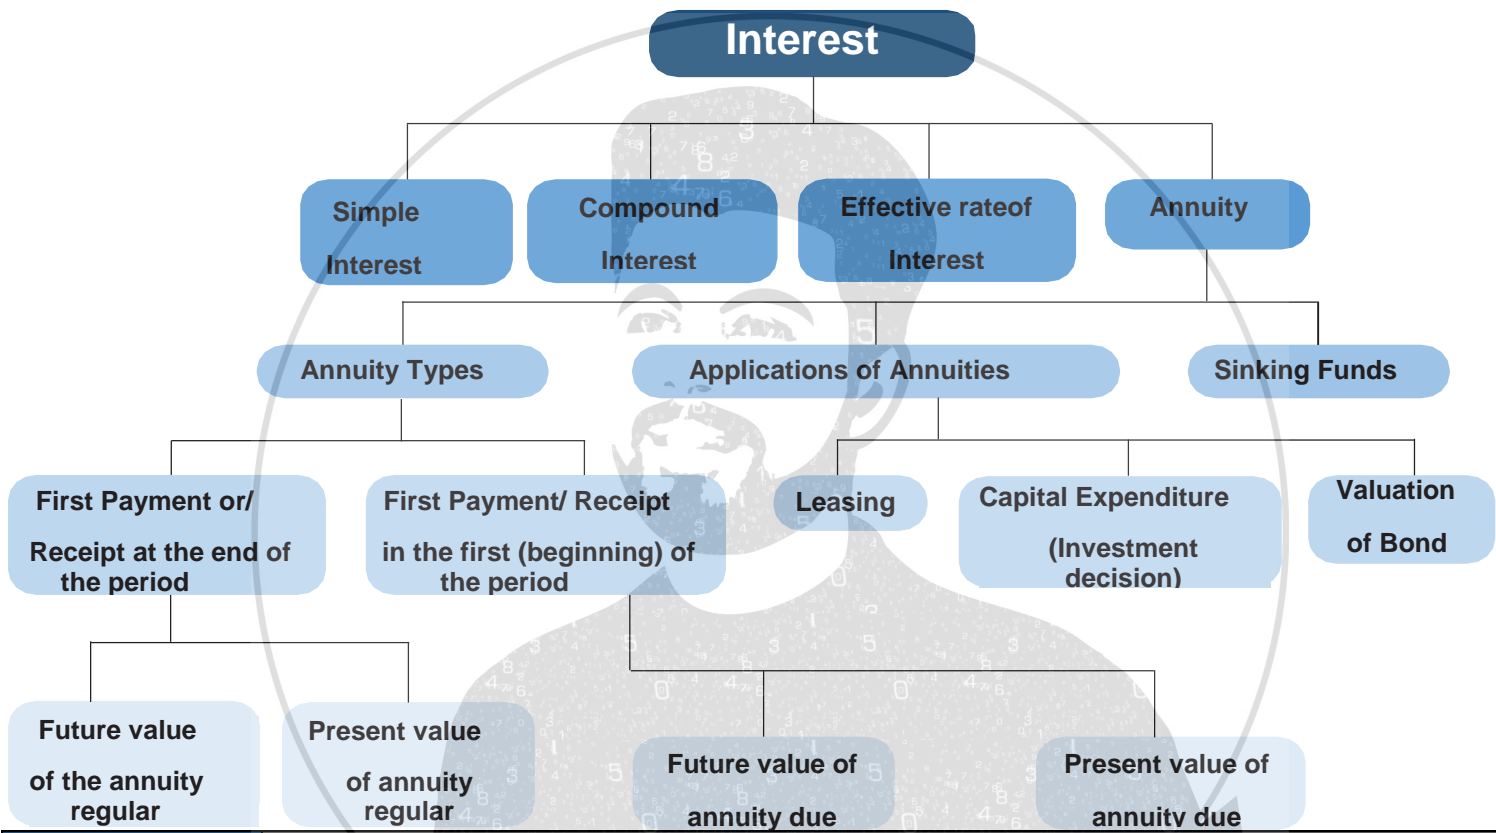 Interest
Simple
Interest
Compound
Interest
Effective rateof
Interest
Annuity
Annuity Types
Applications of Annuities
Sinking Funds
First Payment or/
Receipt at the end of
the period
First Payment/ Receipt
in the first (beginning) of
the period
Leasing
Capital Expenditure
(Investment
decision)
Valuation
of Bond
Future value
of the annuity
regular
Present value
of annuity
regular
Future value of
annuity due
Present value of
annuity due